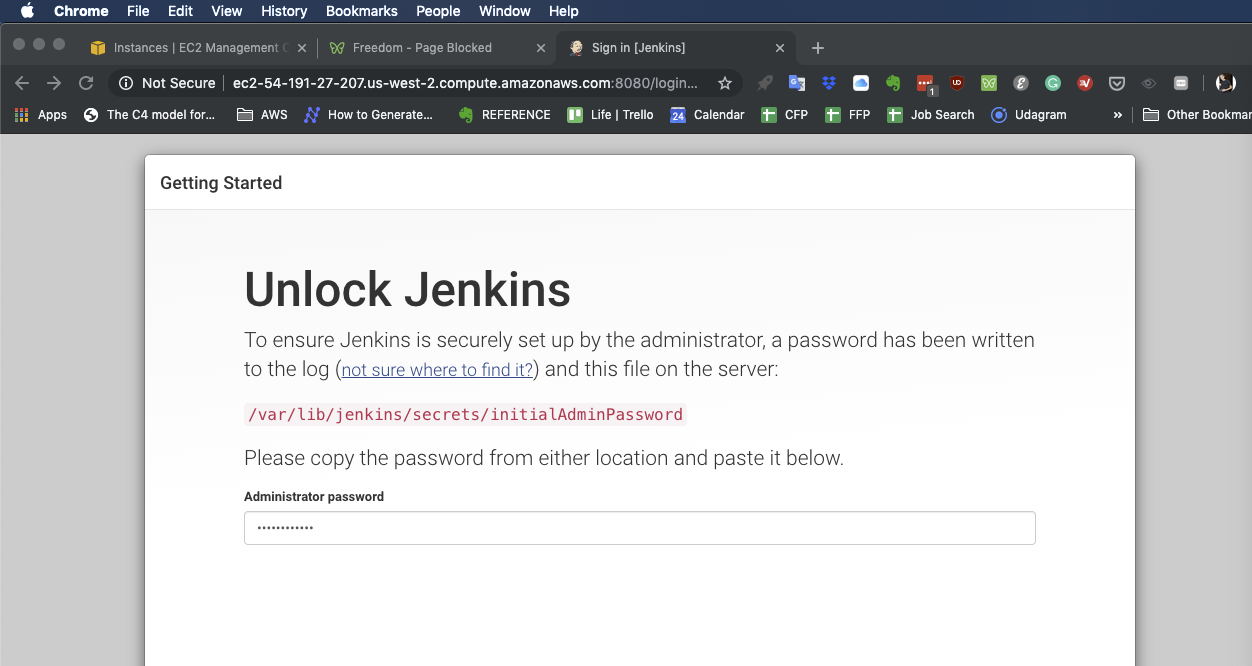 Chrome File Edit View History Bookmarks People Window Help
Instances | EC2 Management C
Freedom - Page Blocked
Sign in [Jenkins]
Not Secure ec2-54-191-27-207.us-west-2.compute.amazonaws.com:8080/login...
1
UD
Apps The C4 model for... AWS How to Generate... REFERENCE Life | Trello 24 Calendar CFP FFP Job Search Udagram » Other Bookmar
Getting Started
Unlock Jenkins
To ensure Jenkins is securely set up by the administrator, a password has been written
to the log (not sure where to find it?) and this file on the server:
/var/lib/jenkins/secrets/initialAdminPassword
Please copy the password from either location and paste it below.
Administrator password
••••••••••••